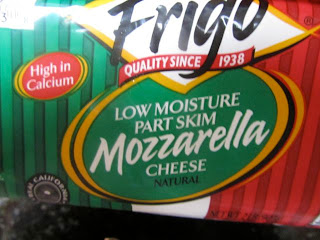 Frigo
®
QUALITY SINCE 1938
High in
Calcium
LOW MOISTURE
PART SKIM
Mozzarella
CHEESE
NATURAL